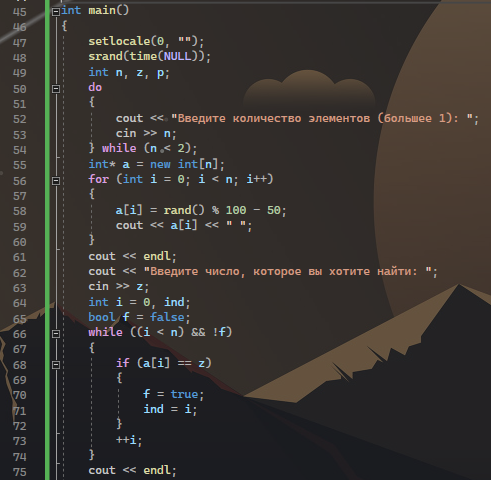 45 int main()
46 {
47 setlocale(0, "");
48 srand(time(NULL));
49 int n, z, p;
50 do
51 {
52 cout << "Введите количество элементов (большее 1): ";
53 cin >> n;
54 } while (n < 2);
55 int* a = new int[n];
56 for (int i = 0; i < n; i++)
57 {
58 a[i] = rand() % 100 - 50;
59 cout << a[i] << " ";
60 }
61 cout << endl;
62 cout << "Введите число, которое вы хотите найти: ";
63 cin >> z;
64 int i = 0, ind;
65 bool f = false;
66 while ((i < n) && !f)
67 {
68 if (a[i] == z)
69 {
70 f = true;
71 ind = i;
72 }
73 ++i;
74 }
75 cout << endl;